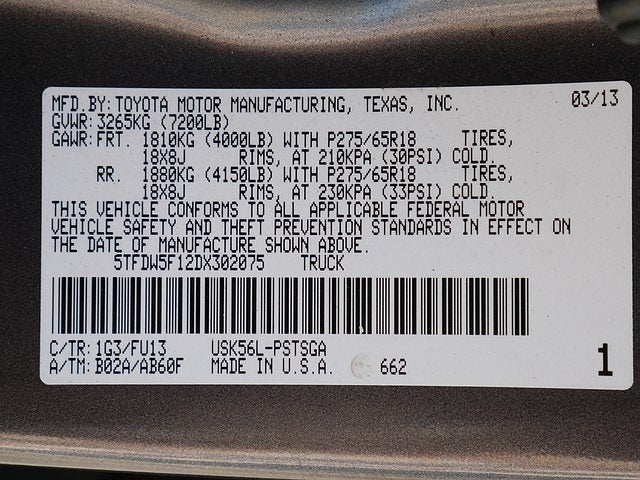 MFD.BY:TOYOTA MOTOR MANUFACTURING, TEXAS, INC. 03/13
GVWR:3265KG (7200LB)
GAWR:FRT. 1810KG (4000LB) WITH P275/65R18 TIRES,
18X8J RIMS, AT 210KPA (30PSI) COLD.
RR. 1880KG (4150LB) WITH P275/65R18 TIRES,
18X8J RIMS, AT 230KPA (33PSI) COLD.
THIS VEHICLE CONFORMS TO ALL APPLICABLE FEDERAL MOTOR
VEHICLE SAFETY AND THEFT PREVENTION STANDARDS IN EFFECT ON
THE DATE OF MANUFACTURE SHOWN ABOVE.
5TFDW5F12DX302075 TRUCK
C/TR:1G3/FU13 USK56L-PSTSGA
A/TM:B02A/AB60F MADE IN U.S.A. 662 1